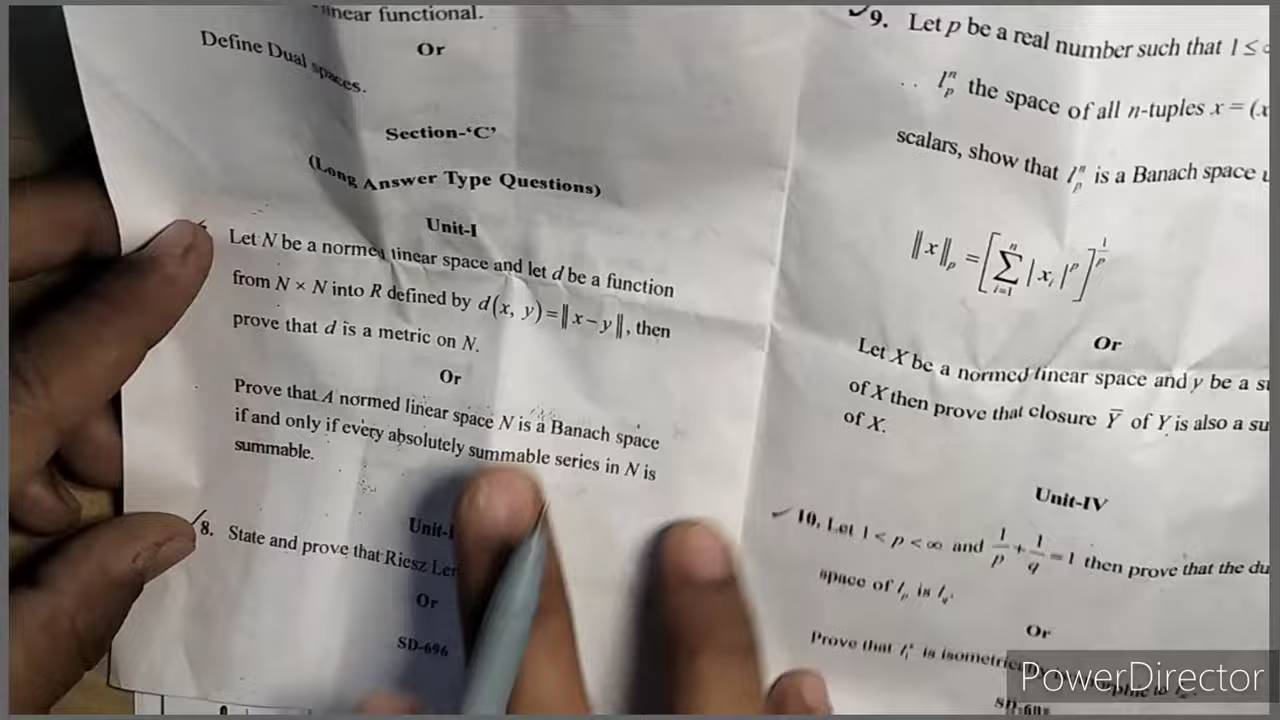 linear functional.
Or
Define Dual spaces.
Section-‘C’
(Long Answer Type Questions)
Unit-I
Let N be a normed linear space and let d be a function
from N × N into R defined by d(x, y)=‖x−y‖, then
prove that d is a metric on N.
Or
Prove that A normed linear space N is a Banach space
if and only if every absolutely summable series in N is
summable.
8. State and prove that Riesz
Or
SD-696
9. Let p be a real number such that 1 ≤
l_p^n the space of all n-tuples x = (x
scalars, show that l_p^n is a Banach space
‖x‖_p = [∑_{i=1}^{n} |x_i|^p]^{1/p}
Or
Let X be a normed linear space and y be a
of X then prove that closure Y̅ of Y is also a
of X.
Unit-IV
10. Let 1 < p < ∞ and 1/p + 1/q = 1 then prove that the
space of l_p is l_q.
Or
Prove that is
PowerDirector